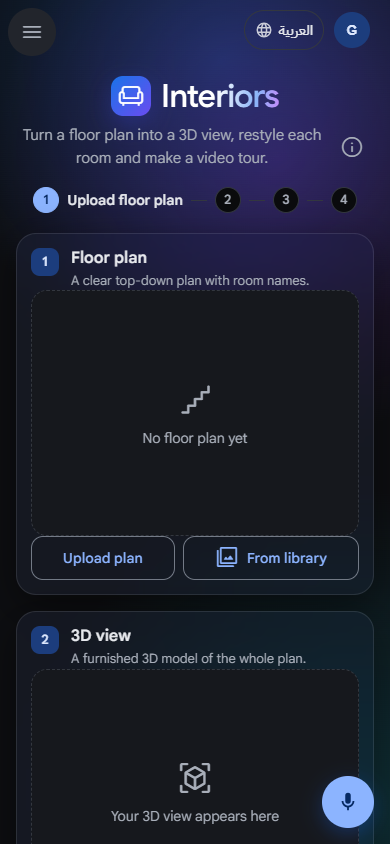 العربية
G
Interiors
Turn a floor plan into a 3D view, restyle each
room and make a video tour.
1 Upload floor plan 2 3 4
1 Floor plan
A clear top-down plan with room names.
No floor plan yet
Upload plan From library
2 3D view
A furnished 3D model of the whole plan.
Your 3D view appears here